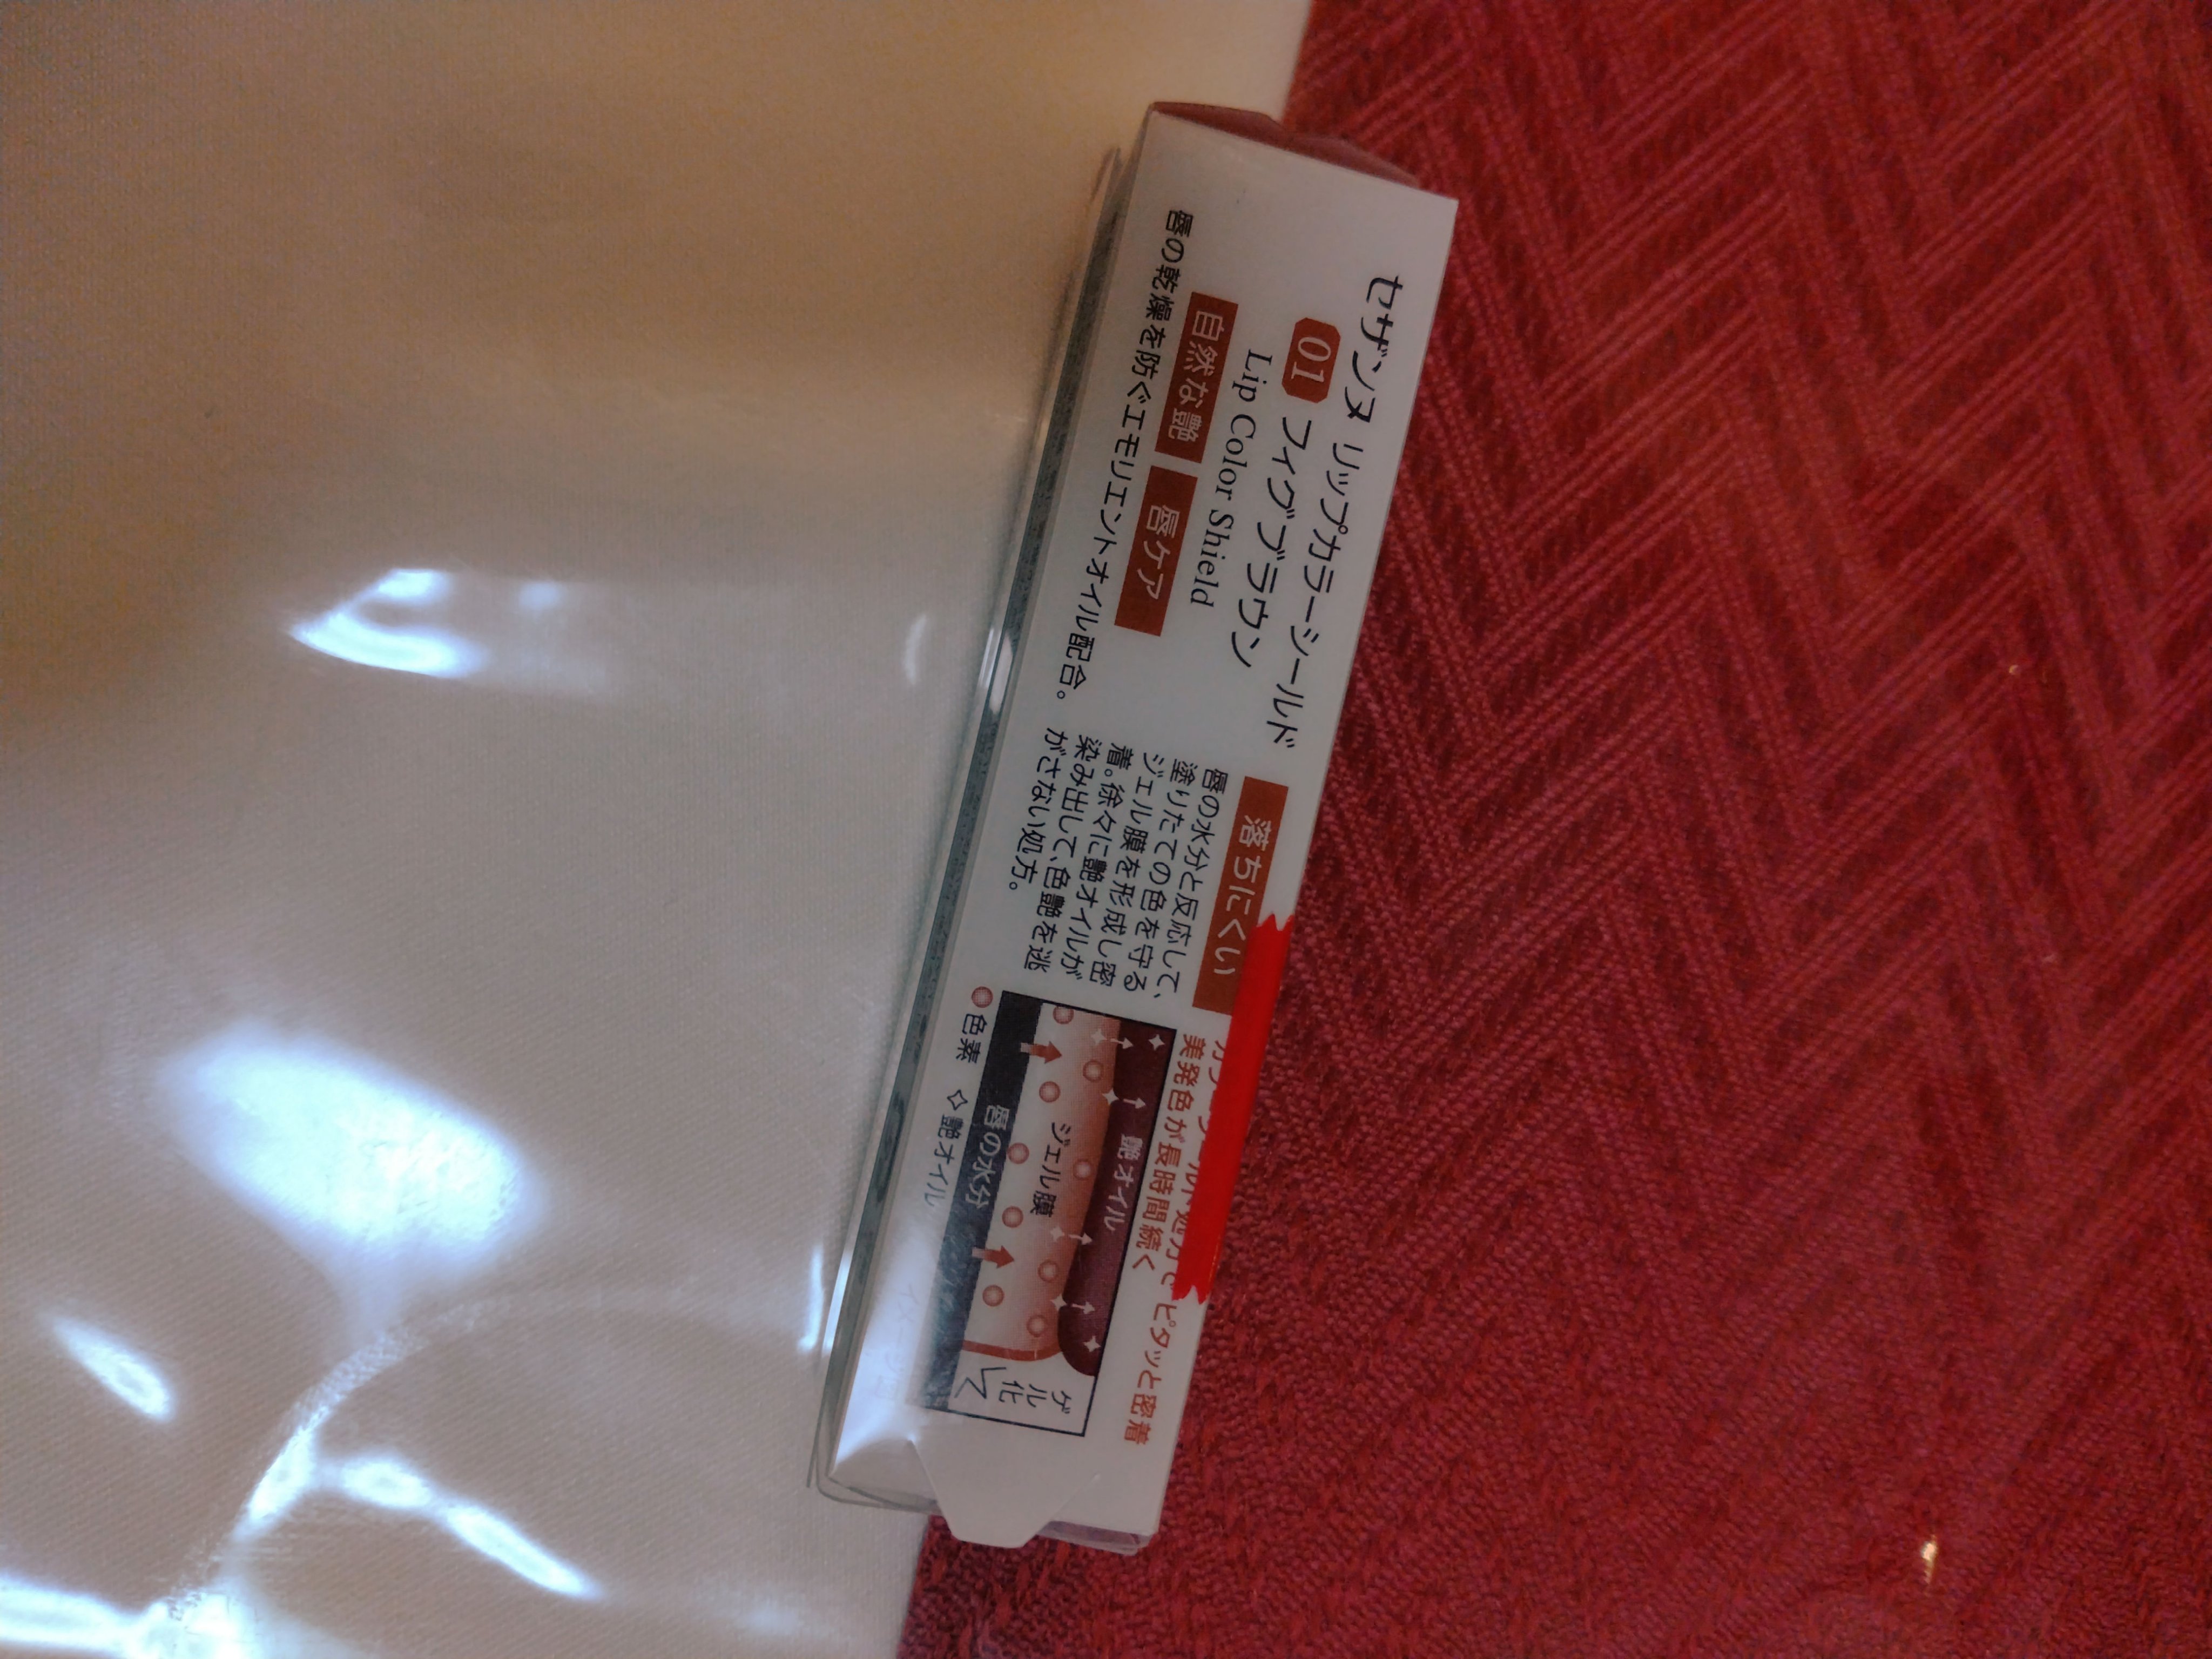 セザンヌ リップカラーシールド
01 フィグブラウン
Lip Color Shield
自然な艶 唇ケア
唇の乾燥を防ぐエモリエントオイル配合。
落ちにくい
唇の水分と反応して、
塗りたての色を守る
ジェル膜を形成し密
着。徐々に艶オイルが
染み出して、色艶を逃
がさない処方。
ピタッと密着
美発色が長時間続く
艶オイル
ジェル膜
唇の水分
ゲル化して
色素 艶オイル